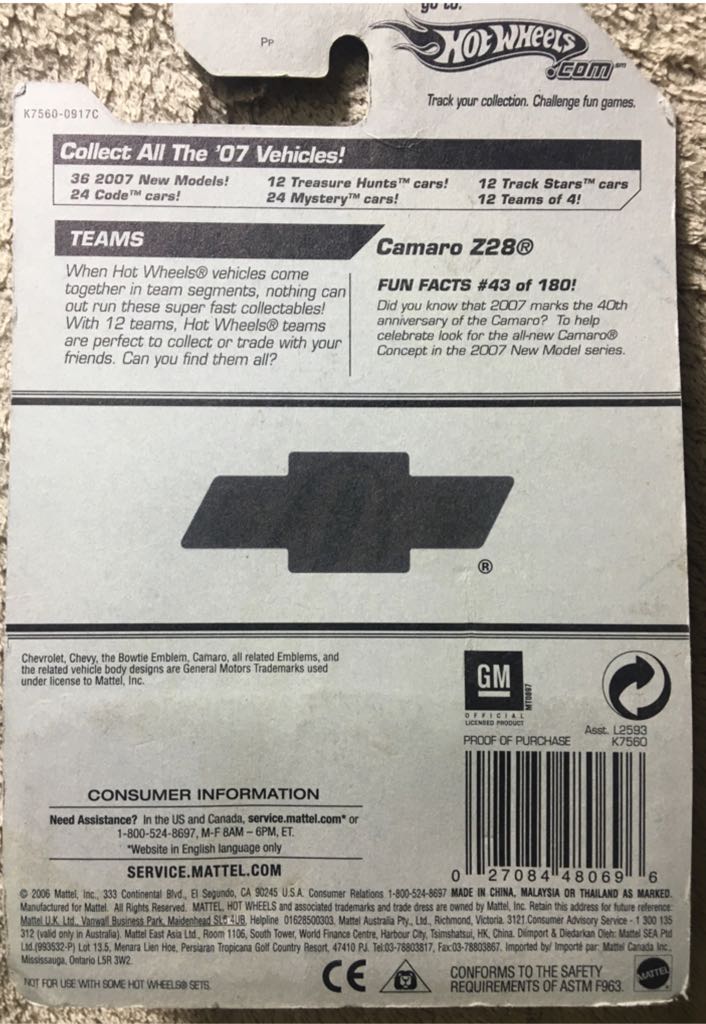 go to:
HOT WHEELS
.COM℠
Pp
Track your collection. Challenge fun games.
K7560-0917C
Collect All The '07 Vehicles!
36 2007 New Models! 12 Treasure Hunts™ cars! 12 Track Stars™ cars
24 Code™ cars! 24 Mystery™ cars! 12 Teams of 4!
TEAMS
When Hot Wheels® vehicles come
together in team segments, nothing can
out run these super fast collectables!
With 12 teams, Hot Wheels® teams
are perfect to collect or trade with your
friends. Can you find them all?
Camaro Z28®
FUN FACTS #43 of 180!
Did you know that 2007 marks the 40th
anniversary of the Camaro? To help
celebrate look for the all-new Camaro®
Concept in the 2007 New Model series.
®
Chevrolet, Chevy, the Bowtie Emblem, Camaro, all related Emblems, and
the related vehicle body designs are General Motors Trademarks used
under license to Mattel, Inc.
GM
MT0897
OFFICIAL
LICENSED PRODUCT
Asst. L2593
PROOF OF PURCHASE K7560
0 27084 48069 6
CONSUMER INFORMATION
Need Assistance? In the US and Canada, service.mattel.com* or
1-800-524-8697, M-F 8AM – 6PM, ET.
*Website in English language only
SERVICE.MATTEL.COM
© 2006 Mattel, Inc., 333 Continental Blvd., El Segundo, CA 90245 U.S.A. Consumer Relations 1-800-524-8697 MADE IN CHINA, MALAYSIA OR THAILAND AS MARKED.
Manufactured for Mattel. All Rights Reserved. MATTEL, HOT WHEELS and associated trademarks and trade dress are owned by Mattel, Inc. Retain this address for future reference:
Mattel U.K. Ltd., Vanwall Business Park, Maidenhead SL6 4UB, Helpline 01628500303. Mattel Australia Pty., Ltd., Richmond, Victoria. 3121.Consumer Advisory Service - 1 300 135
312 (valid only in Australia). Mattel East Asia Ltd., Room 1106, South Tower, World Finance Centre, Harbour City, Tsimshatsui, HK, China. Diimport & Diedarkan Oleh: Mattel SEA Ptd
Ltd.(993532-P) Lot 13.5, Menara Lien Hoe, Persiaran Tropicana Golf Country Resort, 47410 PJ. Tel:03-78803817, Fax:03-78803867. Imported by/ Importé par: Mattel Canada Inc.,
Mississauga, Ontario L5R 3W2.
NOT FOR USE WITH SOME HOT WHEELS® SETS.
CE
CONFORMS TO THE SAFETY
REQUIREMENTS OF ASTM F963.
MATTEL